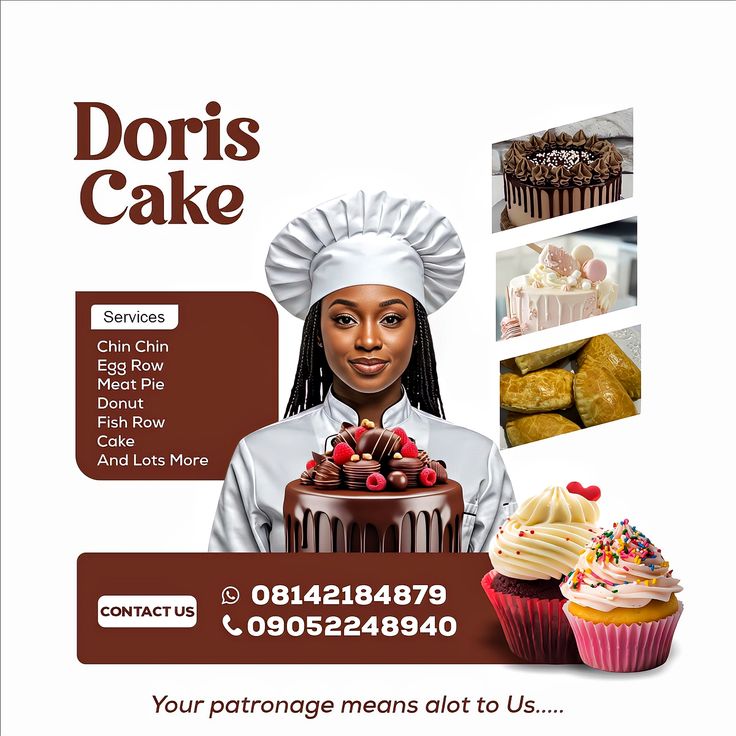 Doris
Cake
Services
Chin Chin
Egg Row
Meat Pie
Donut
Fish Row
Cake
And Lots More
CONTACT US
08142184879
09052248940
Your patronage means alot to Us.....